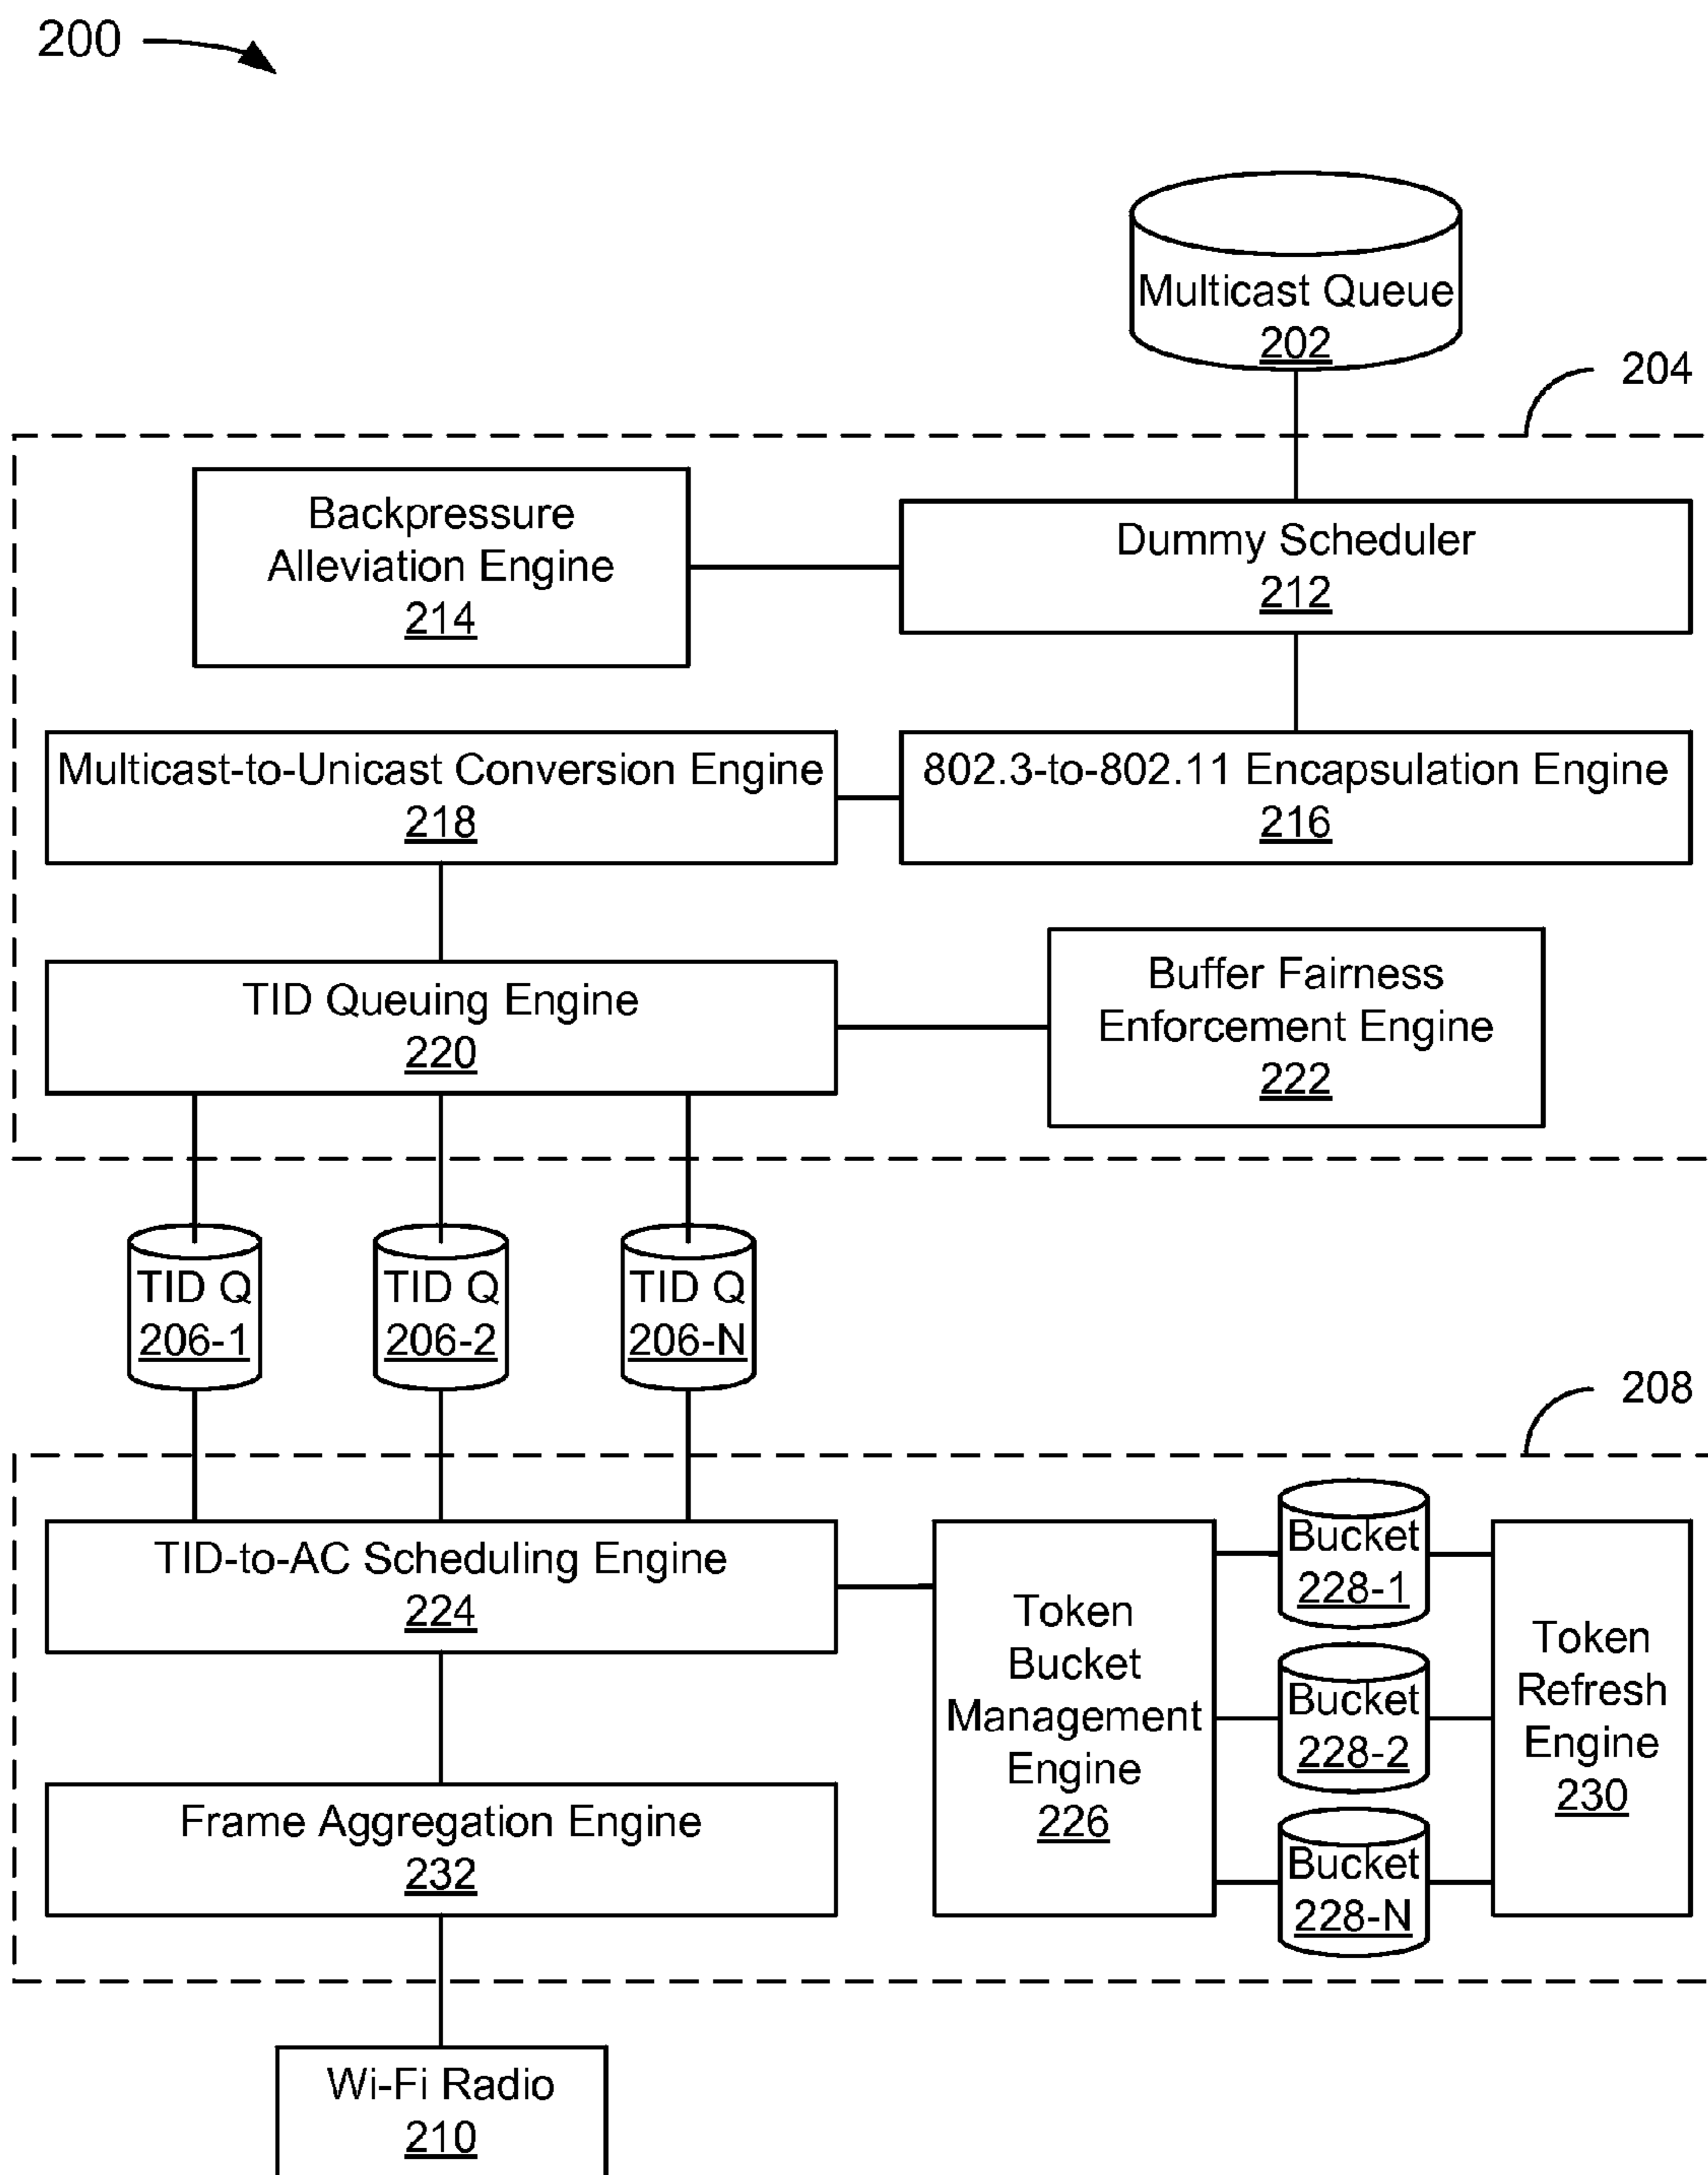 200
Multicast Queue
202
204
Backpressure
Alleviation Engine
214
Dummy Scheduler
212
Multicast-to-Unicast Conversion Engine
218
802.3-to-802.11 Encapsulation Engine
216
TID Queuing Engine
220
Buffer Fairness
Enforcement Engine
222
TID Q
206-1
TID Q
206-2
TID Q
206-N
208
TID-to-AC Scheduling Engine
224
Token
Bucket
Management
Engine
226
Bucket
228-1
Bucket
228-2
Bucket
228-N
Token
Refresh
Engine
230
Frame Aggregation Engine
232
Wi-Fi Radio
210